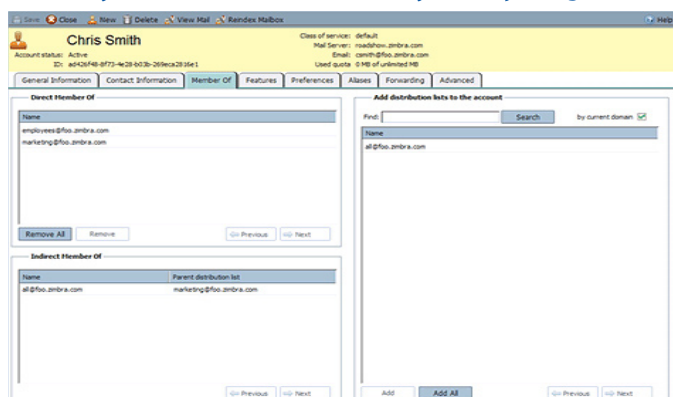 Save Close New Delete View Mail Reindex Mailbox Help
Chris Smith
Account status: Active
ID: ad426f48-8f73-4e28-b03b-269eca2816e1
Class of service: default
Mail Server: roadshow.zimbra.com
Email: csmith@foo.zimbra.com
Used quota 0 MB of unlimited MB
General Information Contact Information Member Of Features Preferences Aliases Forwarding Advanced
Direct Member Of
Name
employees@foo.zimbra.com
marketing@foo.zimbra.com
Remove All Remove Previous Next
Indirect Member Of
Name Parent distribution list
all@foo.zimbra.com marketing@foo.zimbra.com
Previous Next
Add distribution lists to the account
Find: Search by current domain
Name
all@foo.zimbra.com
Add Add All Previous Next